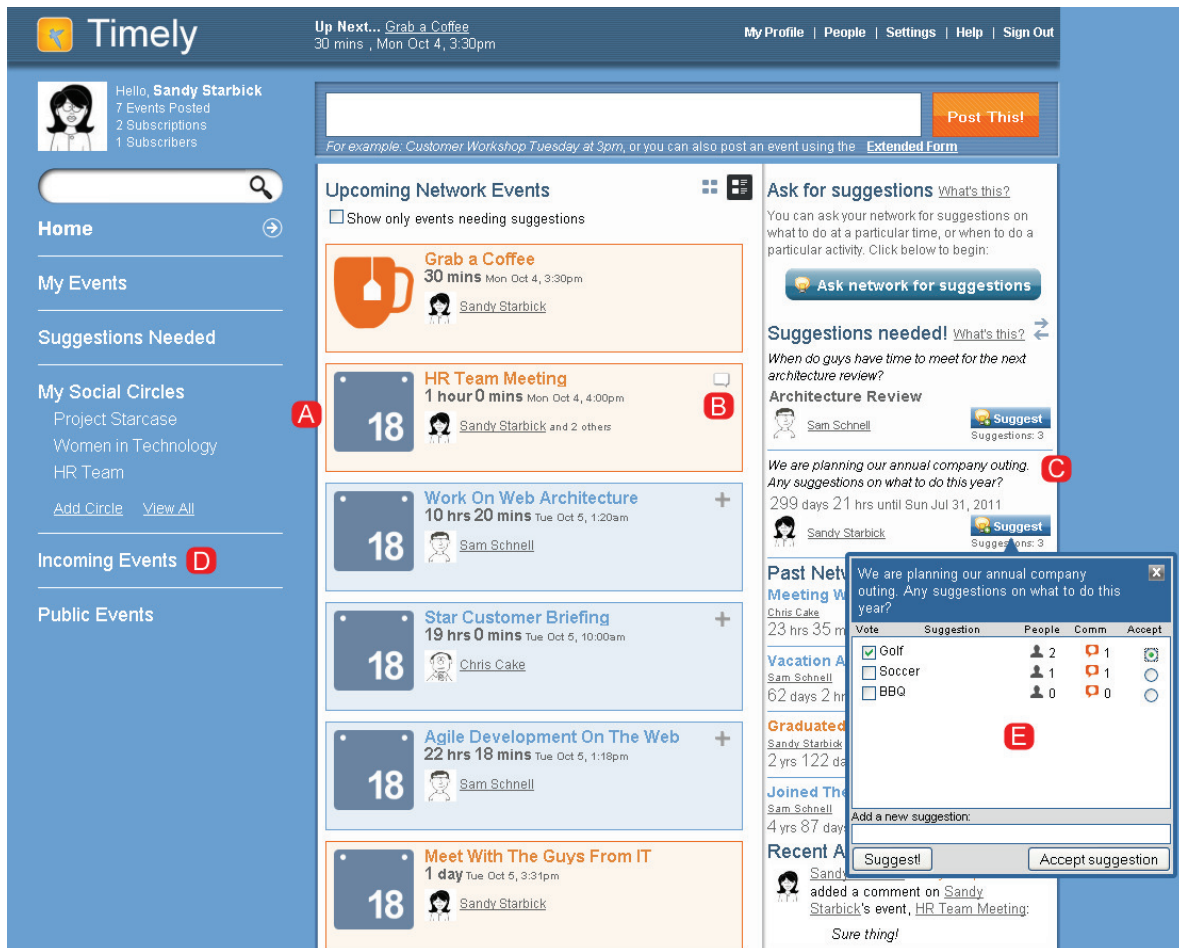 Timely
Up Next... Grab a Coffee
30 mins , Mon Oct 4, 3:30pm
My Profile | People | Settings | Help | Sign Out
Hello, Sandy Starbick
7 Events Posted
2 Subscriptions
1 Subscribers
Post This!
For example: Customer Workshop Tuesday at 3pm, or you can also post an event using the Extended Form
Home
My Events
Suggestions Needed
My Social Circles
Project Starcase
Women in Technology
HR Team
Add Circle View All
Incoming Events D
Public Events
Upcoming Network Events
Show only events needing suggestions
Grab a Coffee
30 mins Mon Oct 4, 3:30pm
Sandy Starbick
A
18
HR Team Meeting
1 hour 0 mins Mon Oct 4, 4:00pm
B
Sandy Starbick and 2 others
18
Work On Web Architecture
10 hrs 20 mins Tue Oct 5, 1:20am
Sam Schnell
18
Star Customer Briefing
19 hrs 0 mins Tue Oct 5, 10:00am
Chris Cake
18
Agile Development On The Web
22 hrs 18 mins Tue Oct 5, 1:18pm
Sam Schnell
18
Meet With The Guys From IT
1 day Tue Oct 5, 3:31pm
Sandy Starbick
18
Ask for suggestions What's this?
You can ask your network for suggestions on
what to do at a particular time, or when to do a
particular activity. Click below to begin:
Ask network for suggestions
Suggestions needed! What's this?
When do guys have time to meet for the next
architecture review?
Architecture Review
Sam Schnell
Suggest
Suggestions: 3
We are planning our annual company outing.
Any suggestions on what to do this year?
C
299 days 21 hrs until Sun Jul 31, 2011
Sandy Starbick
Suggest
Suggestions: 3
Past Netw
Meeting W
Chris Cake
23 hrs 35 m
Vacation A
Sam Schnell
62 days 2 hr
Graduated
Sandy Starbick
2 yrs 122 da
Joined The
Sam Schnell
4 yrs 87 day
Recent A
Sandy
added a comment on Sandy
Starbick's event, HR Team Meeting:
Sure thing!
We are planning our annual company
outing. Any suggestions on what to do this
year?
Vote Suggestion People Comm Accept
Golf 2 1
Soccer 1 1
BBQ 0 0
E
Add a new suggestion:
Suggest! Accept suggestion